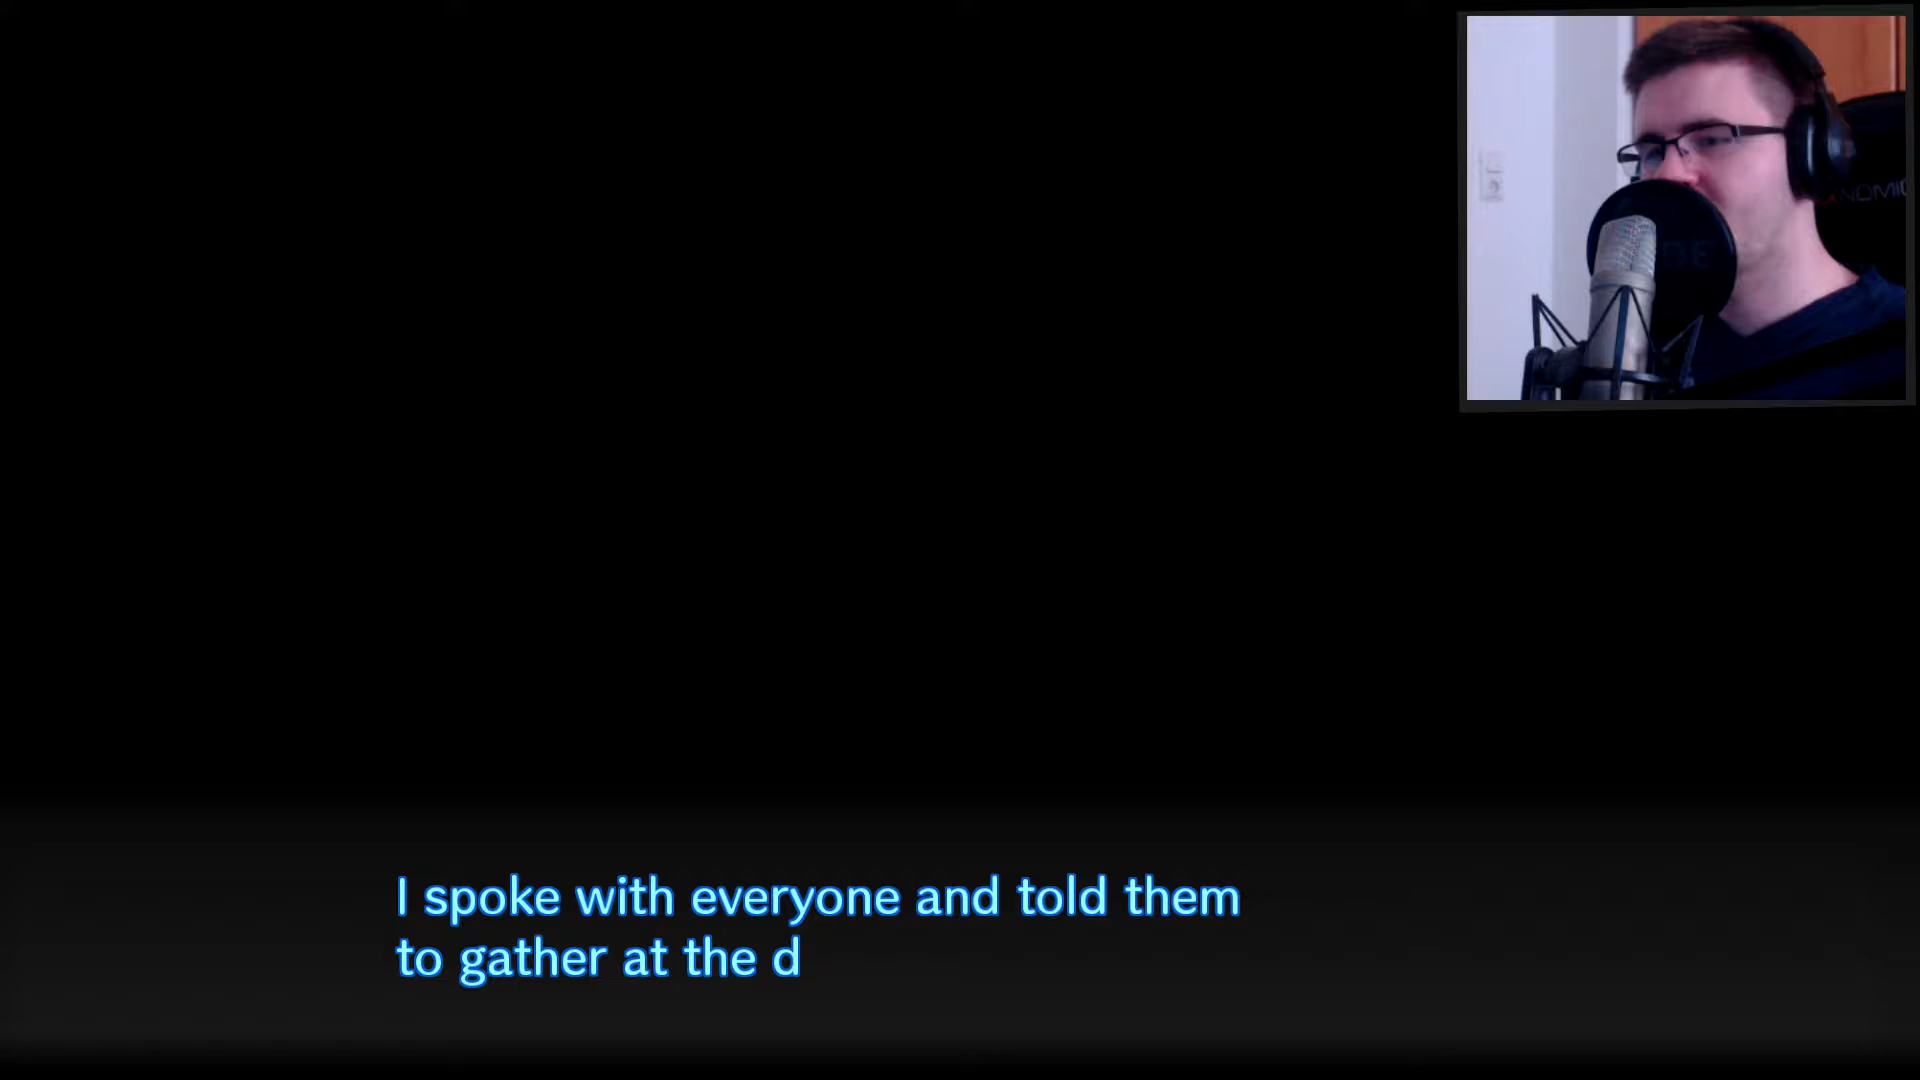 I spoke with everyone and told them
to gather at the d